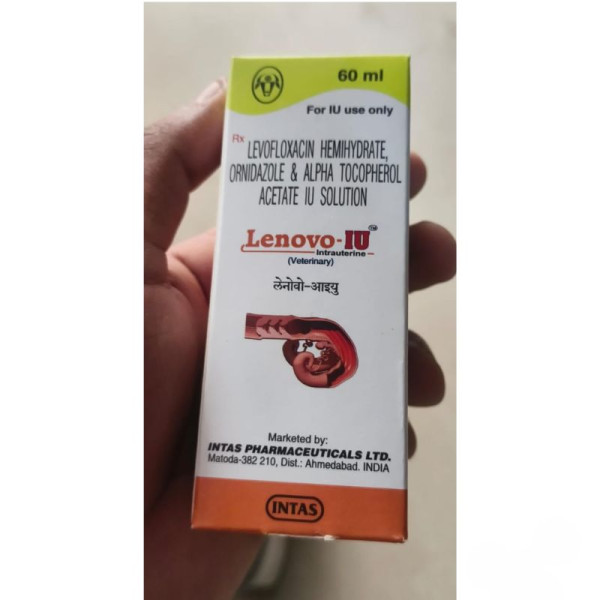 60 ml
For IU use only
Rx
LEVOFLOXACIN HEMIHYDRATE,
ORNIDAZOLE & ALPHA TOCOPHEROL
ACETATE IU SOLUTION
Lenovo-IU™
Intrauterine
(Veterinary)
लेनोवो-आइयु
Marketed by:
INTAS PHARMACEUTICALS LTD.
Matoda-382 210, Dist.: Ahmedabad. INDIA
INTAS